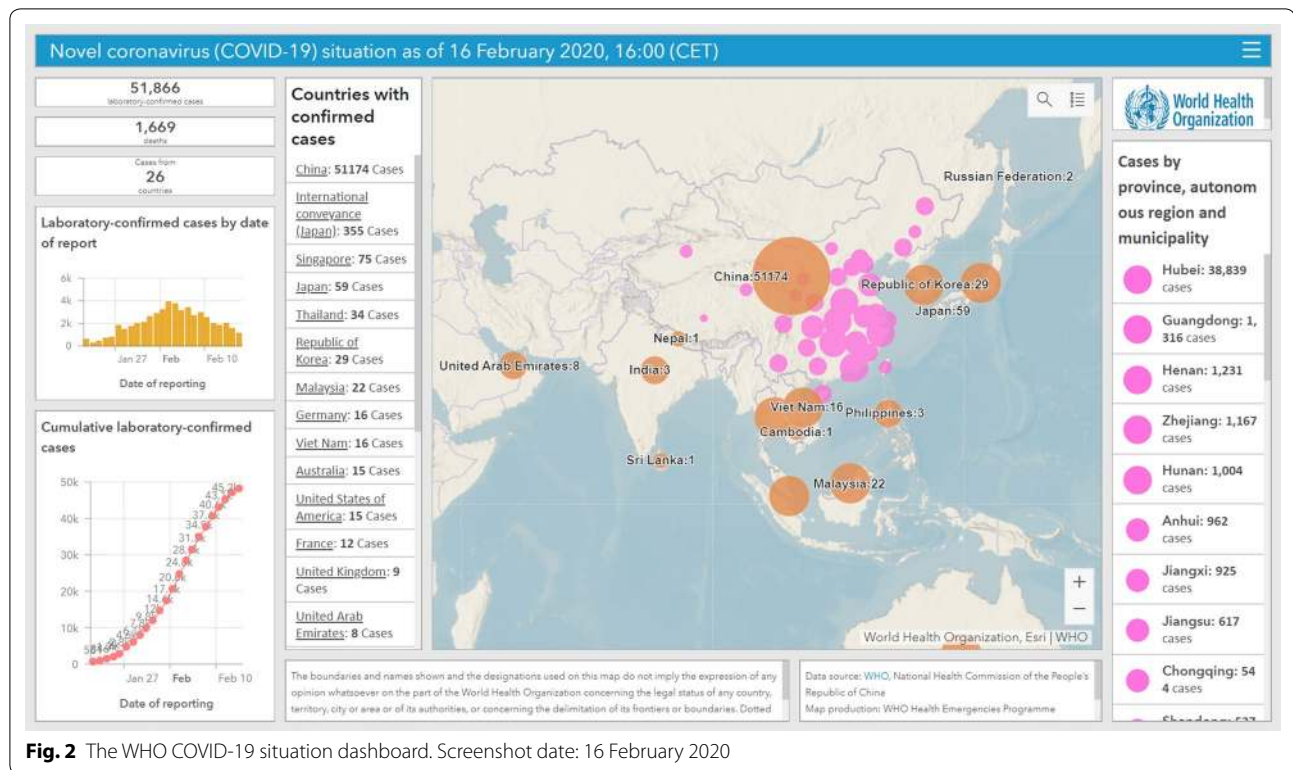 Novel coronavirus (COVID-19) situation as of 16 February 2020, 16:00 (CET)
51,866
laboratory-confirmed cases
1,669
deaths
Cases from
26
countries
Laboratory-confirmed cases by date
of report
6k
4k
2k
0
Jan 27
Feb
Feb 10
Date of reporting
Cumulative laboratory-confirmed
cases
50k
40k
30k
20k
10k
0
Jan 27
Feb
Feb 10
Date of reporting
Countries with
confirmed
cases
China: 51174 Cases
International
conveyance
(Japan): 355 Cases
Singapore: 75 Cases
Japan: 59 Cases
Thailand: 34 Cases
Republic of
Korea: 29 Cases
Malaysia: 22 Cases
Germany: 16 Cases
Viet Nam: 16 Cases
Australia: 15 Cases
United States of
America: 15 Cases
France: 12 Cases
United Kingdom: 9
Cases
United Arab
Emirates: 8 Cases
Russian Federation:2
China:51174
Republic of Korea:29
Japan:59
Nepal:1
United Arab Emirates:8
India:3
Viet Nam:16
Philippines:3
Cambodia:1
Sri Lanka:1
Malaysia:22
+
−
World Health Organization, Esri | WHO
The boundaries and names shown and the designations used on this map do not imply the expression of any
opinion whatsoever on the part of the World Health Organization concerning the legal status of any country,
territory, city or area or of its authorities, or concerning the delimitation of its frontiers or boundaries. Dotted
Data source: WHO, National Health Commission of the People's
Republic of China
Map production: WHO Health Emergencies Programme
World Health
Organization
Cases by
province, autonom
ous region and
municipality
Hubei: 38,839
cases
Guangdong: 1,
316 cases
Henan: 1,231
cases
Zhejiang: 1,167
cases
Hunan: 1,004
cases
Anhui: 962
cases
Jiangxi: 925
cases
Jiangsu: 617
cases
Chongqing: 54
4 cases
Fig. 2 The WHO COVID-19 situation dashboard. Screenshot date: 16 February 2020